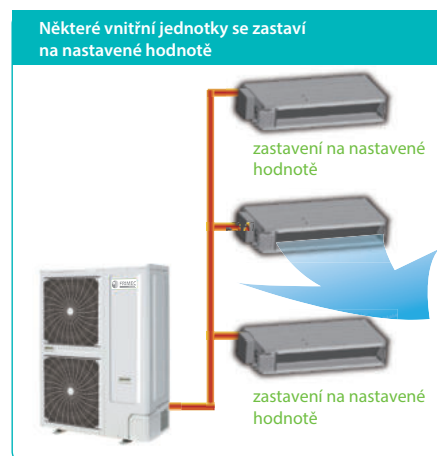 Některé vnitřní jednotky se zastaví
na nastavené hodnotě
zastavení na nastavené
hodnotě
zastavení na nastavené
hodnotě